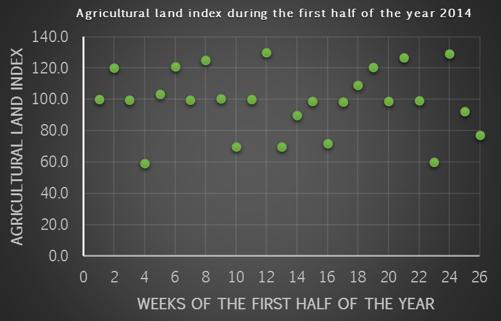 Agricultural land index during the first half of the year 2014
140.0
120.0
100.0
80.0
60.0
40.0
20.0
0.0
AGRICULTURAL LAND INDEX
0 2 4 6 8 10 12 14 16 18 20 22 24 26
WEEKS OF THE FIRST HALF OF THE YEAR